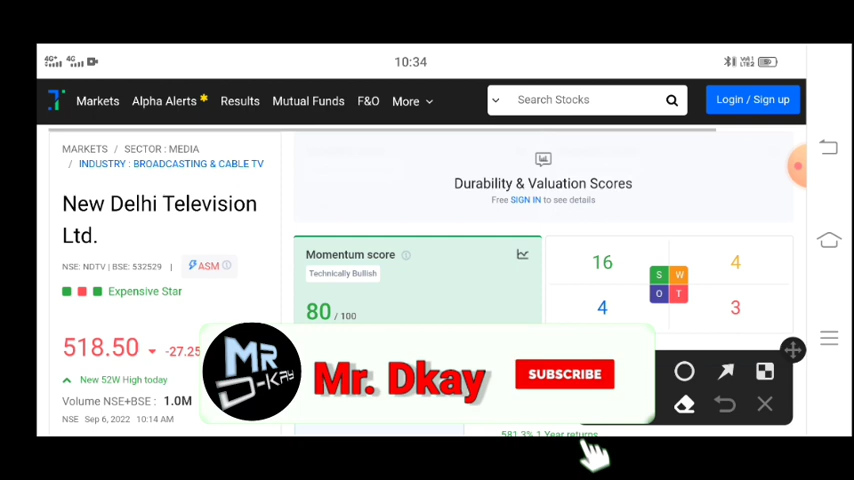 10:34
Markets Alpha Alerts Results Mutual Funds F&O More Search Stocks Login / Sign up
MARKETS / SECTOR : MEDIA
/ INDUSTRY : BROADCASTING & CABLE TV
New Delhi Television
Ltd.
NSE: NDTV | BSE: 532529 | ASM
Expensive Star
518.50 -27.25
New 52W High today
Volume NSE+BSE : 1.0M
NSE Sep 6, 2022 10:14 AM
Durability & Valuation Scores
Free SIGN IN to see details
Momentum score
Technically Bullish
80 / 100
16 4
S W
O T
4 3
MR
D-KAY
Mr. Dkay
SUBSCRIBE
581.3% 1 Year returns